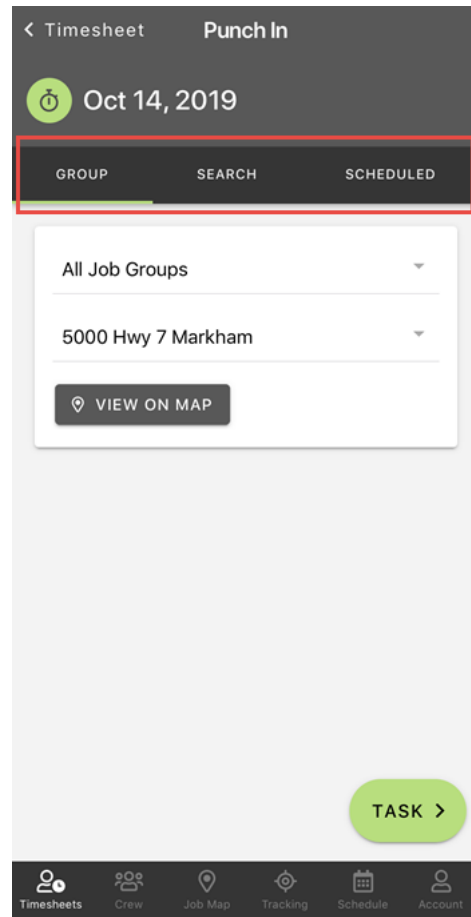 Timesheet Punch In
Oct 14, 2019
GROUP SEARCH SCHEDULED
All Job Groups
5000 Hwy 7 Markham
VIEW ON MAP
TASK
Timesheets Crew Job Map Tracking Schedule Account